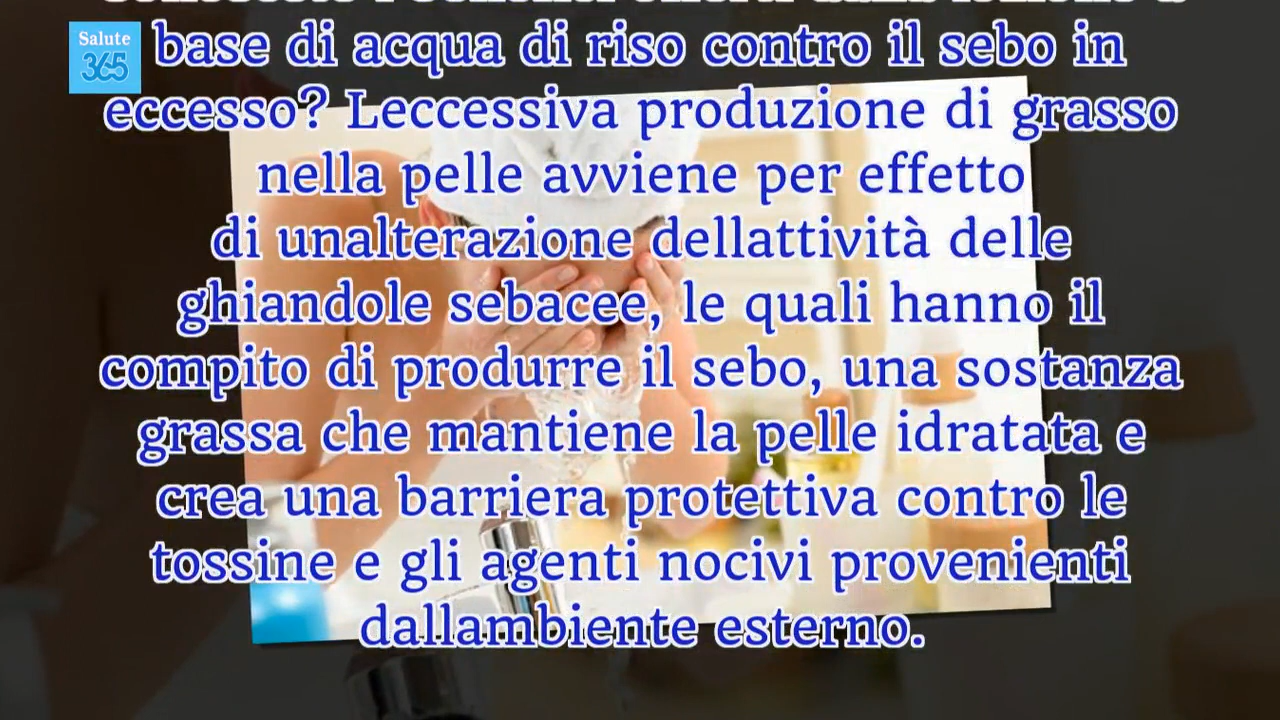 Salute
365
base di acqua di riso contro il sebo in
eccesso? Leccessiva produzione di grasso
nella pelle avviene per effetto
di unalterazione dellattività delle
ghiandole sebacee, le quali hanno il
compito di produrre il sebo, una sostanza
grassa che mantiene la pelle idratata e
crea una barriera protettiva contro le
tossine e gli agenti nocivi provenienti
dallambiente esterno.